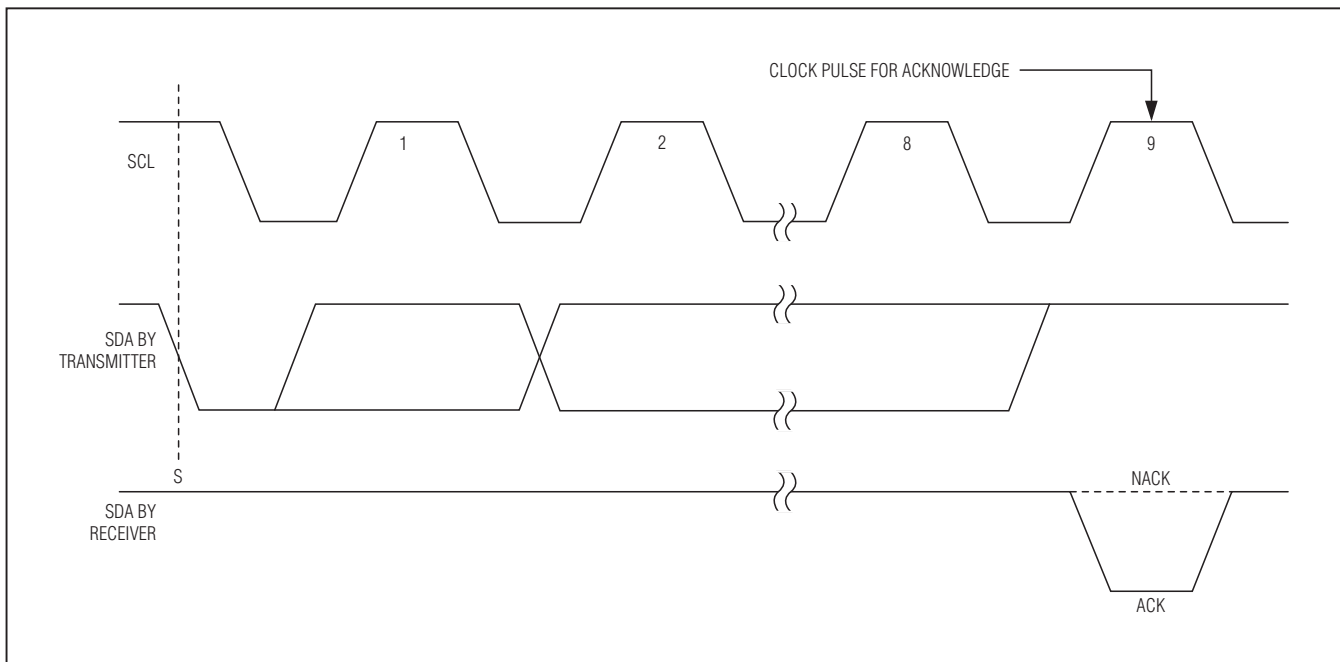 CLOCK PULSE FOR ACKNOWLEDGE
SCL
1
2
8
9
SDA BY
TRANSMITTER
S
SDA BY
RECEIVER
NACK
ACK